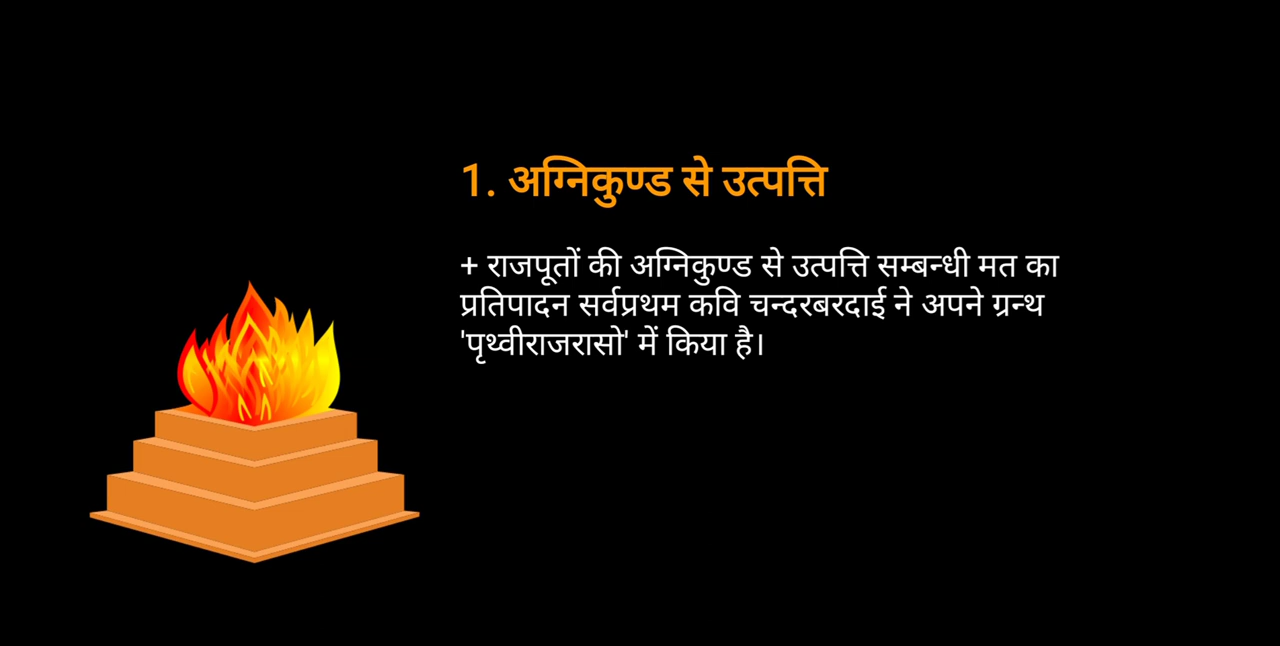 1. अग्निकुण्ड से उत्पत्ति
+ राजपूतों की अग्निकुण्ड से उत्पत्ति सम्बन्धी मत का
प्रतिपादन सर्वप्रथम कवि चन्दरबरदाई ने अपने ग्रन्थ
'पृथ्वीराजरासो' में किया है।